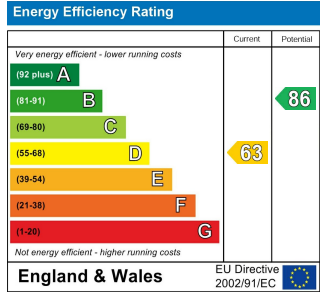 Energy Efficiency Rating
Current Potential
Very energy efficient - lower running costs
(92 plus) A
(81-91) B
86
(69-80) C
(55-68) D
63
(39-54) E
(21-38) F
(1-20) G
Not energy efficient - higher running costs
England & Wales
EU Directive
2002/91/EC